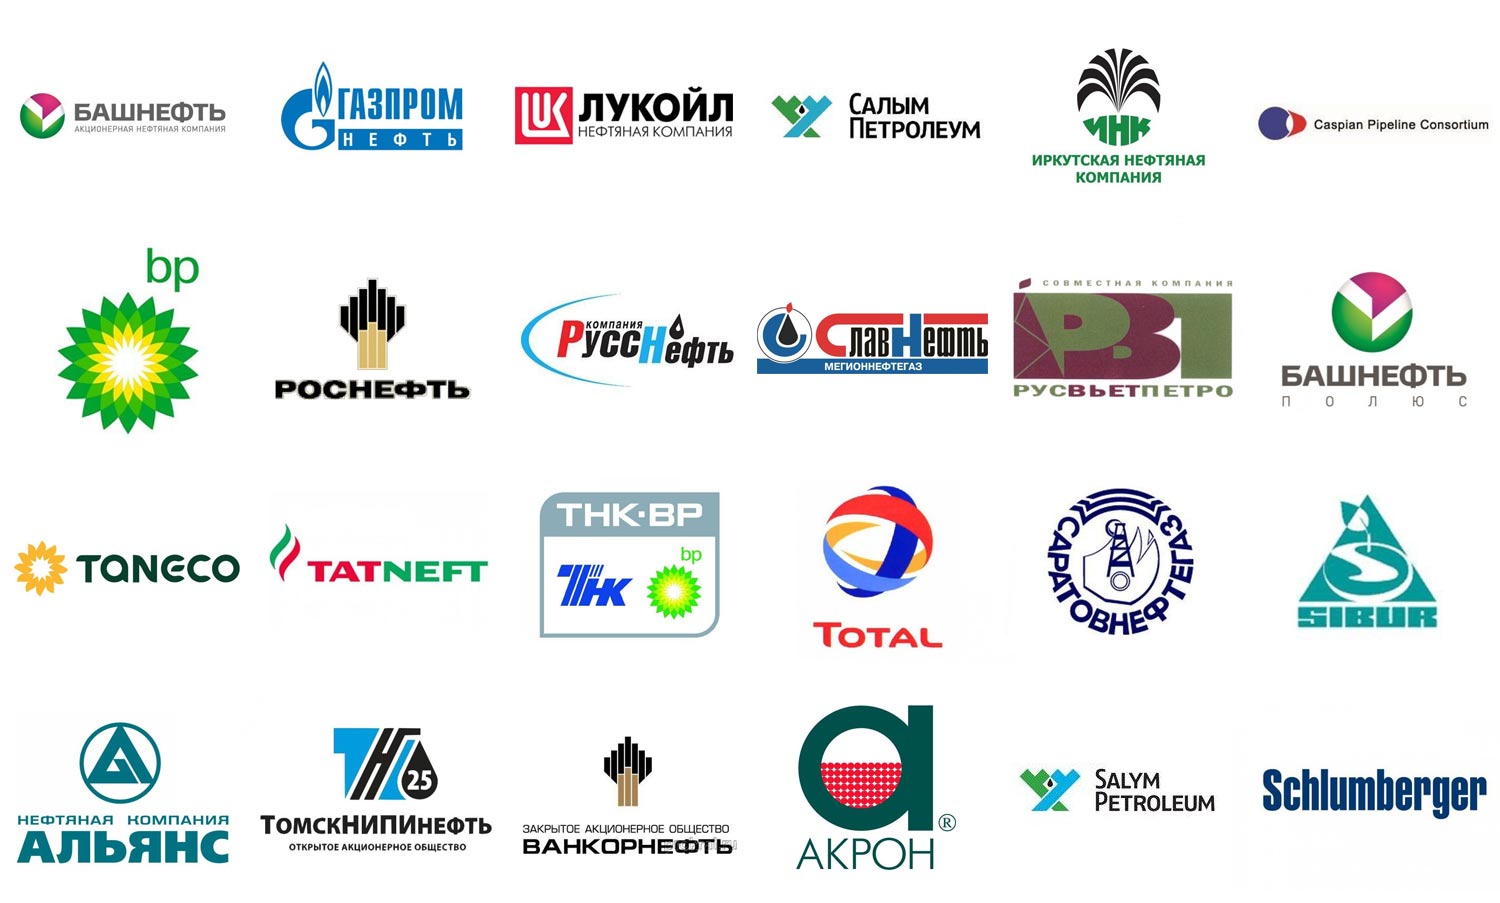 БАШНЕФТЬ
АКЦИОНЕРНАЯ НЕФТЯНАЯ КОМПАНИЯ
ГАЗПРОМ
НЕФТЬ
LUK
ЛУКОЙЛ
НЕФТЯНАЯ КОМПАНИЯ
САЛЫМ
ПЕТРОЛЕУМ
ИНК
ИРКУТСКАЯ НЕФТЯНАЯ
КОМПАНИЯ
Caspian Pipeline Consortium
bp
РОСНЕФТЬ
КОМПАНИЯ
РуссНефть
СлавНефть
МЕГИОННЕФТЕГАЗ
СОВМЕСТНАЯ КОМПАНИЯ
РВП
РУСВЬЕТПЕТРО
БАШНЕФТЬ
ПОЛЮС
TANECO
TATNEFT
ТНК·ВР
bp
ТНК
TOTAL
САРАТОВНЕФТЕГАЗ
SIBUR
НЕФТЯНАЯ КОМПАНИЯ
АЛЬЯНС
25
ТомскНИПИнефть
ОТКРЫТОЕ АКЦИОНЕРНОЕ ОБЩЕСТВО
ЗАКРЫТОЕ АКЦИОНЕРНОЕ ОБЩЕСТВО
ВАНКОРНЕФТЬ
a
®
АКРОН
SALYM
PETROLEUM
Schlumberger